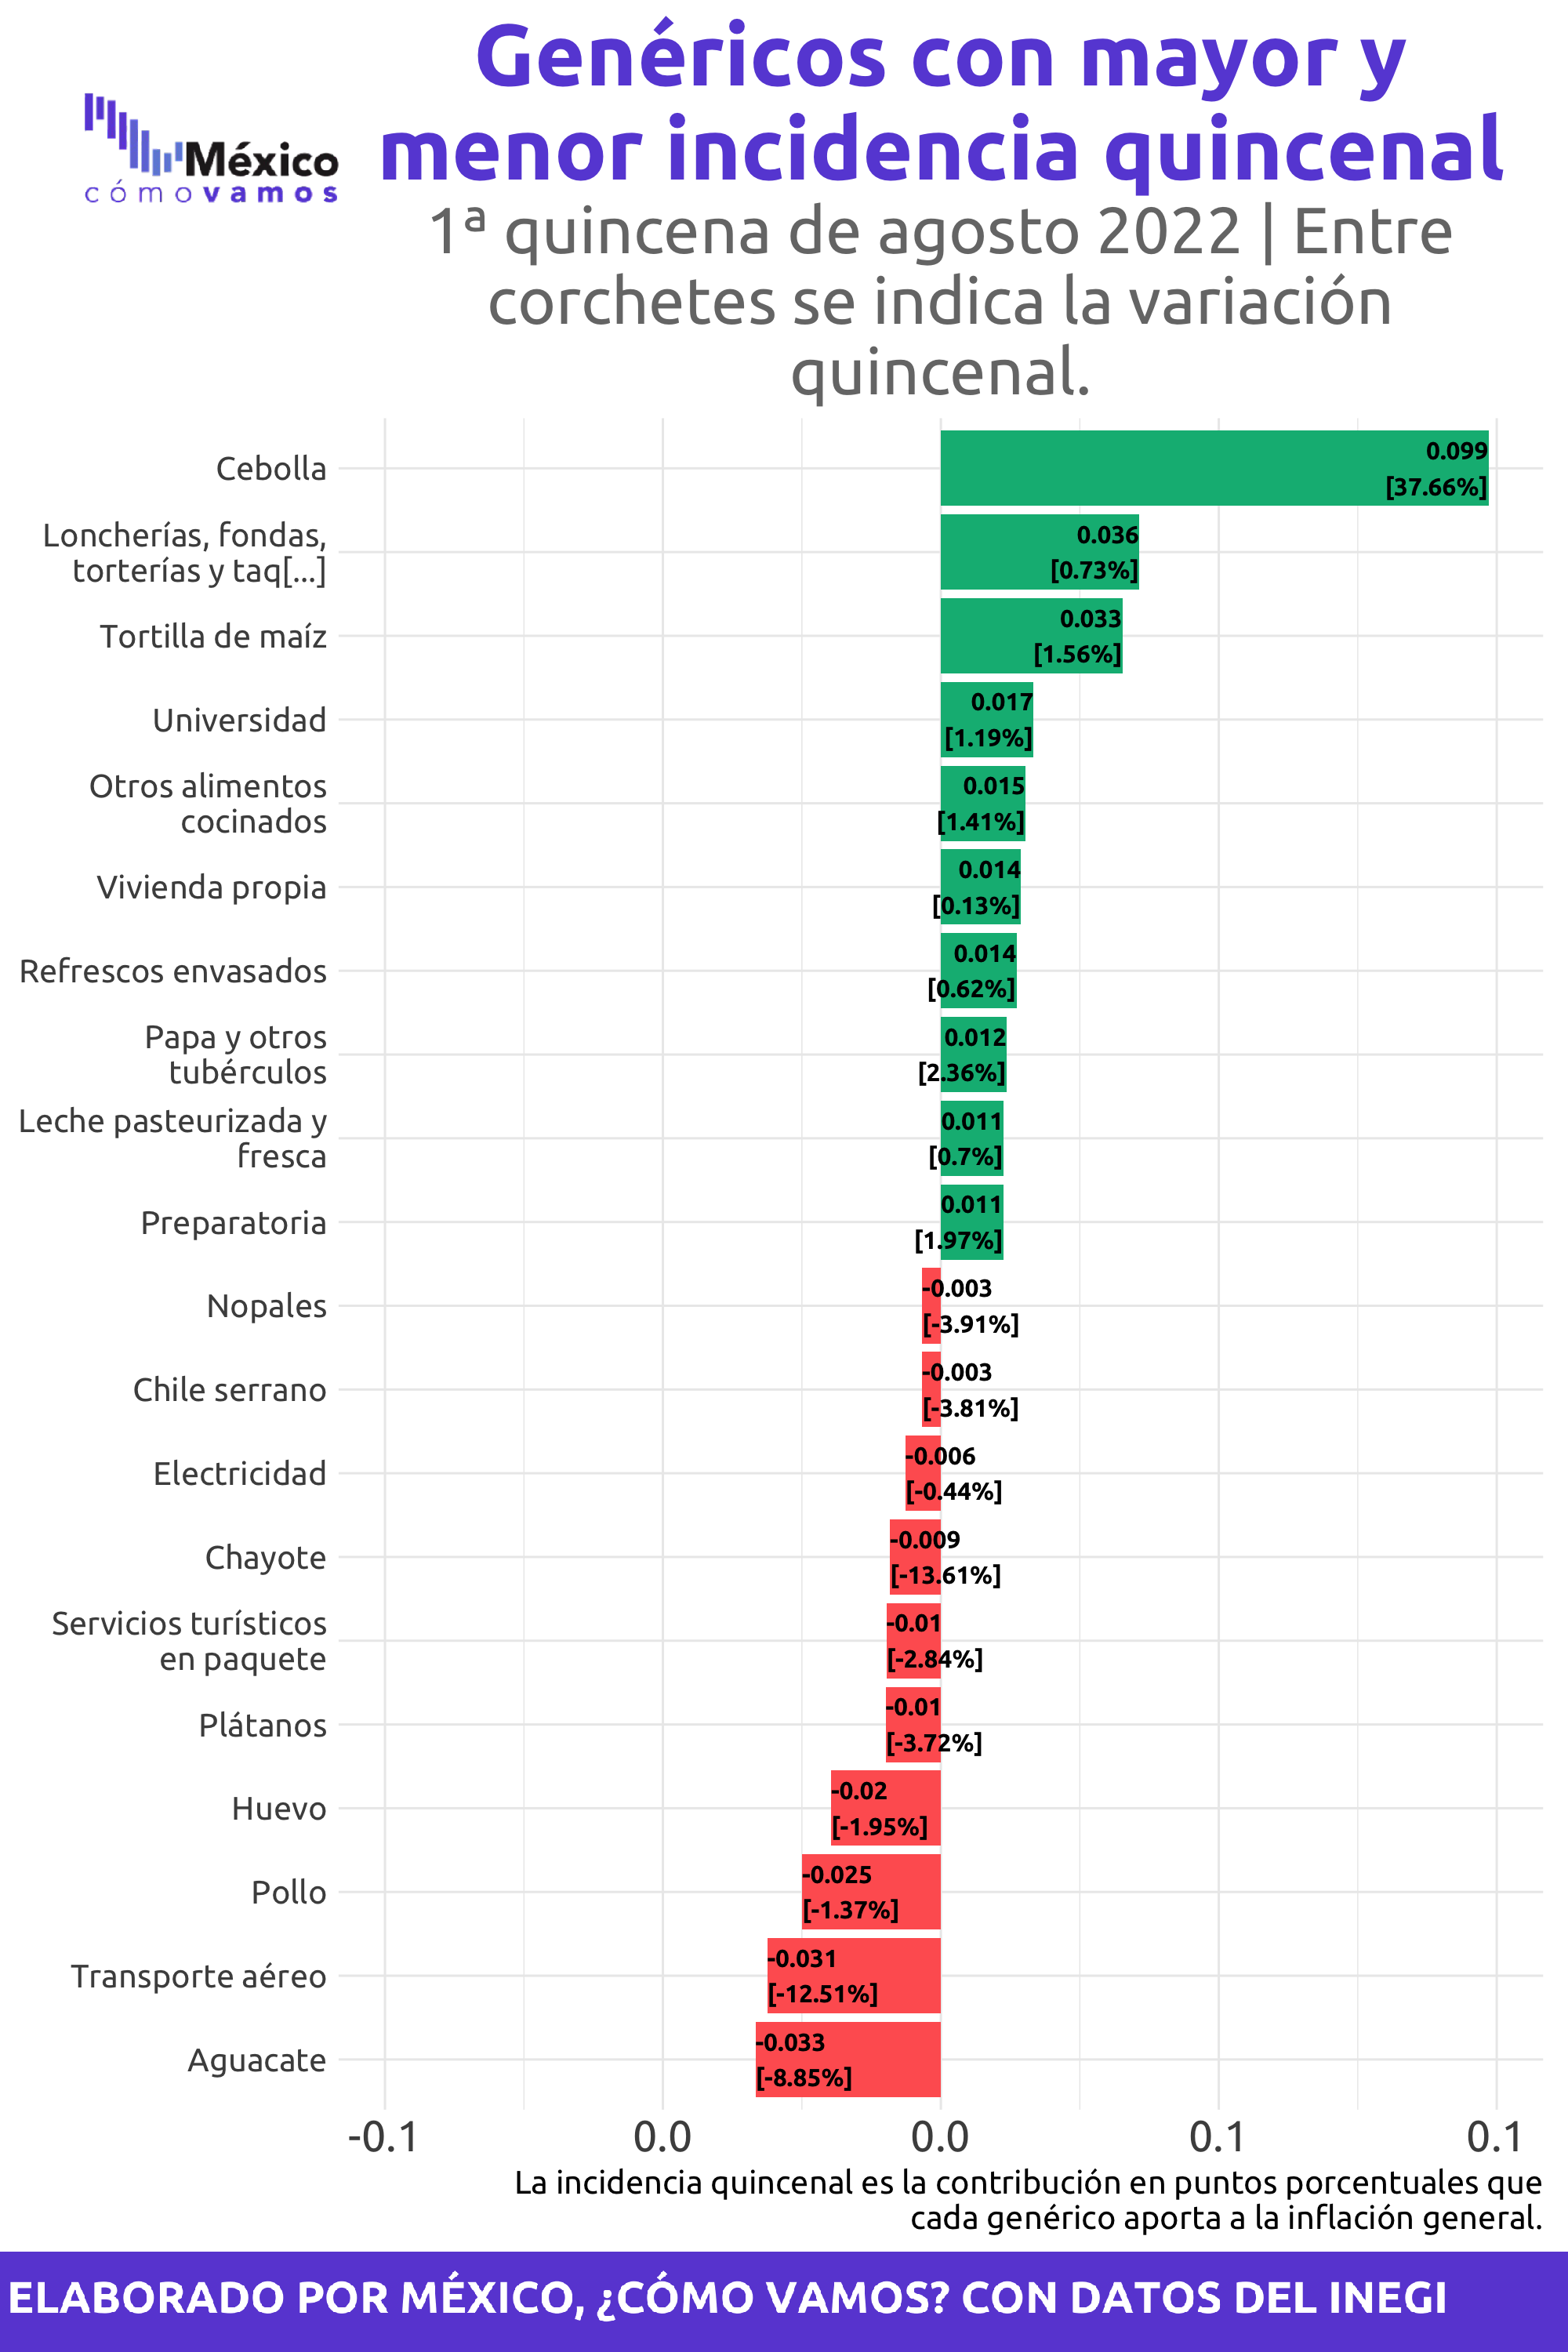 Genéricos con mayor y
menor incidencia quincenal
México
cómovamos
1ª quincena de agosto 2022 | Entre
corchetes se indica la variación
quincenal.
Cebolla
0.099
[37.66%]
Loncherías, fondas,
torterías y taq[...]
0.036
[0.73%]
Tortilla de maíz
0.033
[1.56%]
Universidad
0.017
[1.19%]
Otros alimentos
cocinados
0.015
[1.41%]
Vivienda propia
0.014
[0.13%]
Refrescos envasados
0.014
[0.62%]
Papa y otros
tubérculos
0.012
[2.36%]
Leche pasteurizada y
fresca
0.011
[0.7%]
Preparatoria
0.011
[1.97%]
Nopales
-0.003
[-3.91%]
Chile serrano
-0.003
[-3.81%]
Electricidad
-0.006
[-0.44%]
Chayote
-0.009
[-13.61%]
Servicios turísticos
en paquete
-0.01
[-2.84%]
Plátanos
-0.01
[-3.72%]
Huevo
-0.02
[-1.95%]
Pollo
-0.025
[-1.37%]
Transporte aéreo
-0.031
[-12.51%]
Aguacate
-0.033
[-8.85%]
-0.1 0.0 0.0 0.1 0.1
La incidencia quincenal es la contribución en puntos porcentuales que
cada genérico aporta a la inflación general.
ELABORADO POR MÉXICO, ¿CÓMO VAMOS? CON DATOS DEL INEGI